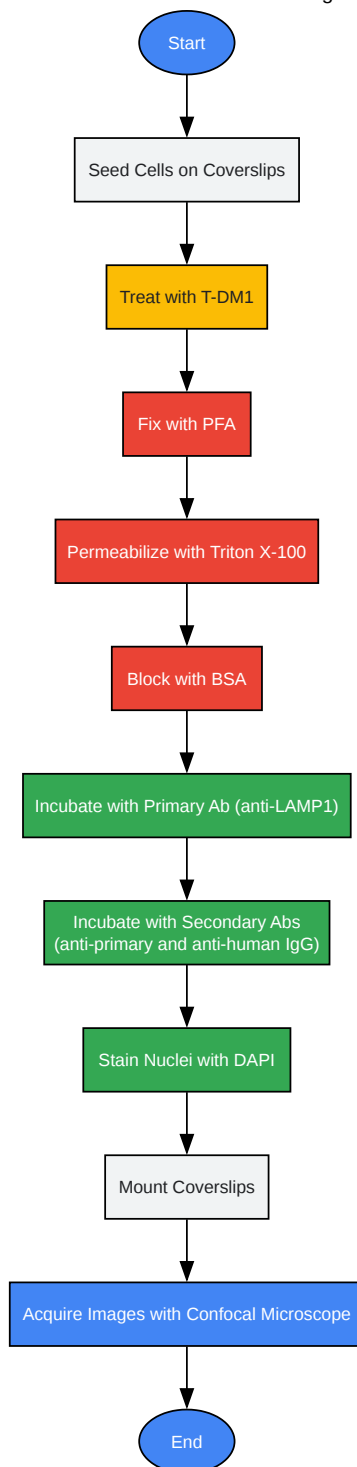 Start
Seed Cells on Coverslips
Treat with T-DM1
Fix with PFA
Permeabilize with Triton X-100
Block with BSA
Incubate with Primary Ab (anti-LAMP1)
Incubate with Secondary Abs
(anti-primary and anti-human IgG)
Stain Nuclei with DAPI
Mount Coverslips
Acquire Images with Confocal Microscope
End